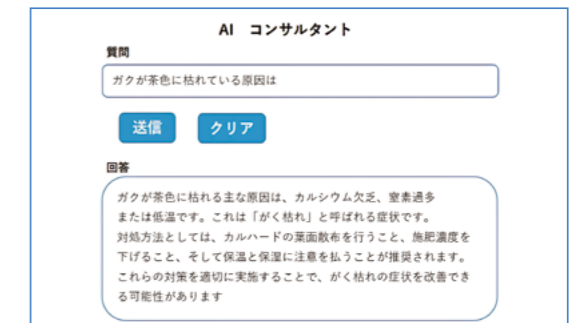 AI　コンサルタント
質問
ガクが茶色に枯れている原因は
送信　クリア
回答
ガクが茶色に枯れる主な原因は、カルシウム欠乏、窒素過多
または低温です。これは「がく枯れ」と呼ばれる症状です。
対処方法としては、カルハードの葉面散布を行うこと、施肥濃度を
下げること、そして保温と保湿に注意を払うことが推奨されます。
これらの対策を適切に実施することで、がく枯れの症状を改善でき
る可能性があります